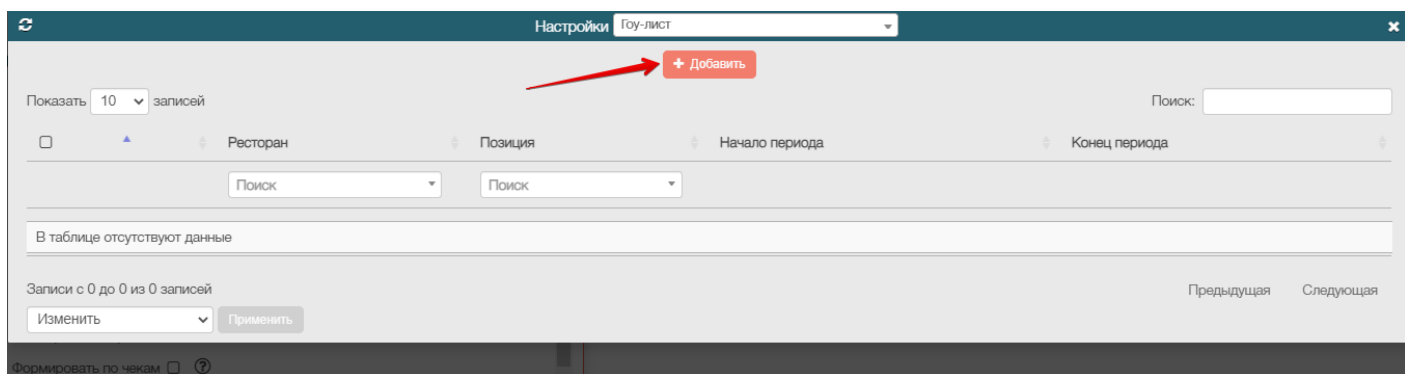 Настройки Гоу-лист
+ Добавить
Показать 10 записей Поиск:
Ресторан Позиция Начало периода Конец периода
Поиск Поиск
В таблице отсутствуют данные
Записи с 0 до 0 из 0 записей Предыдущая Следующая
Изменить Применить
Формировать по чекам ?